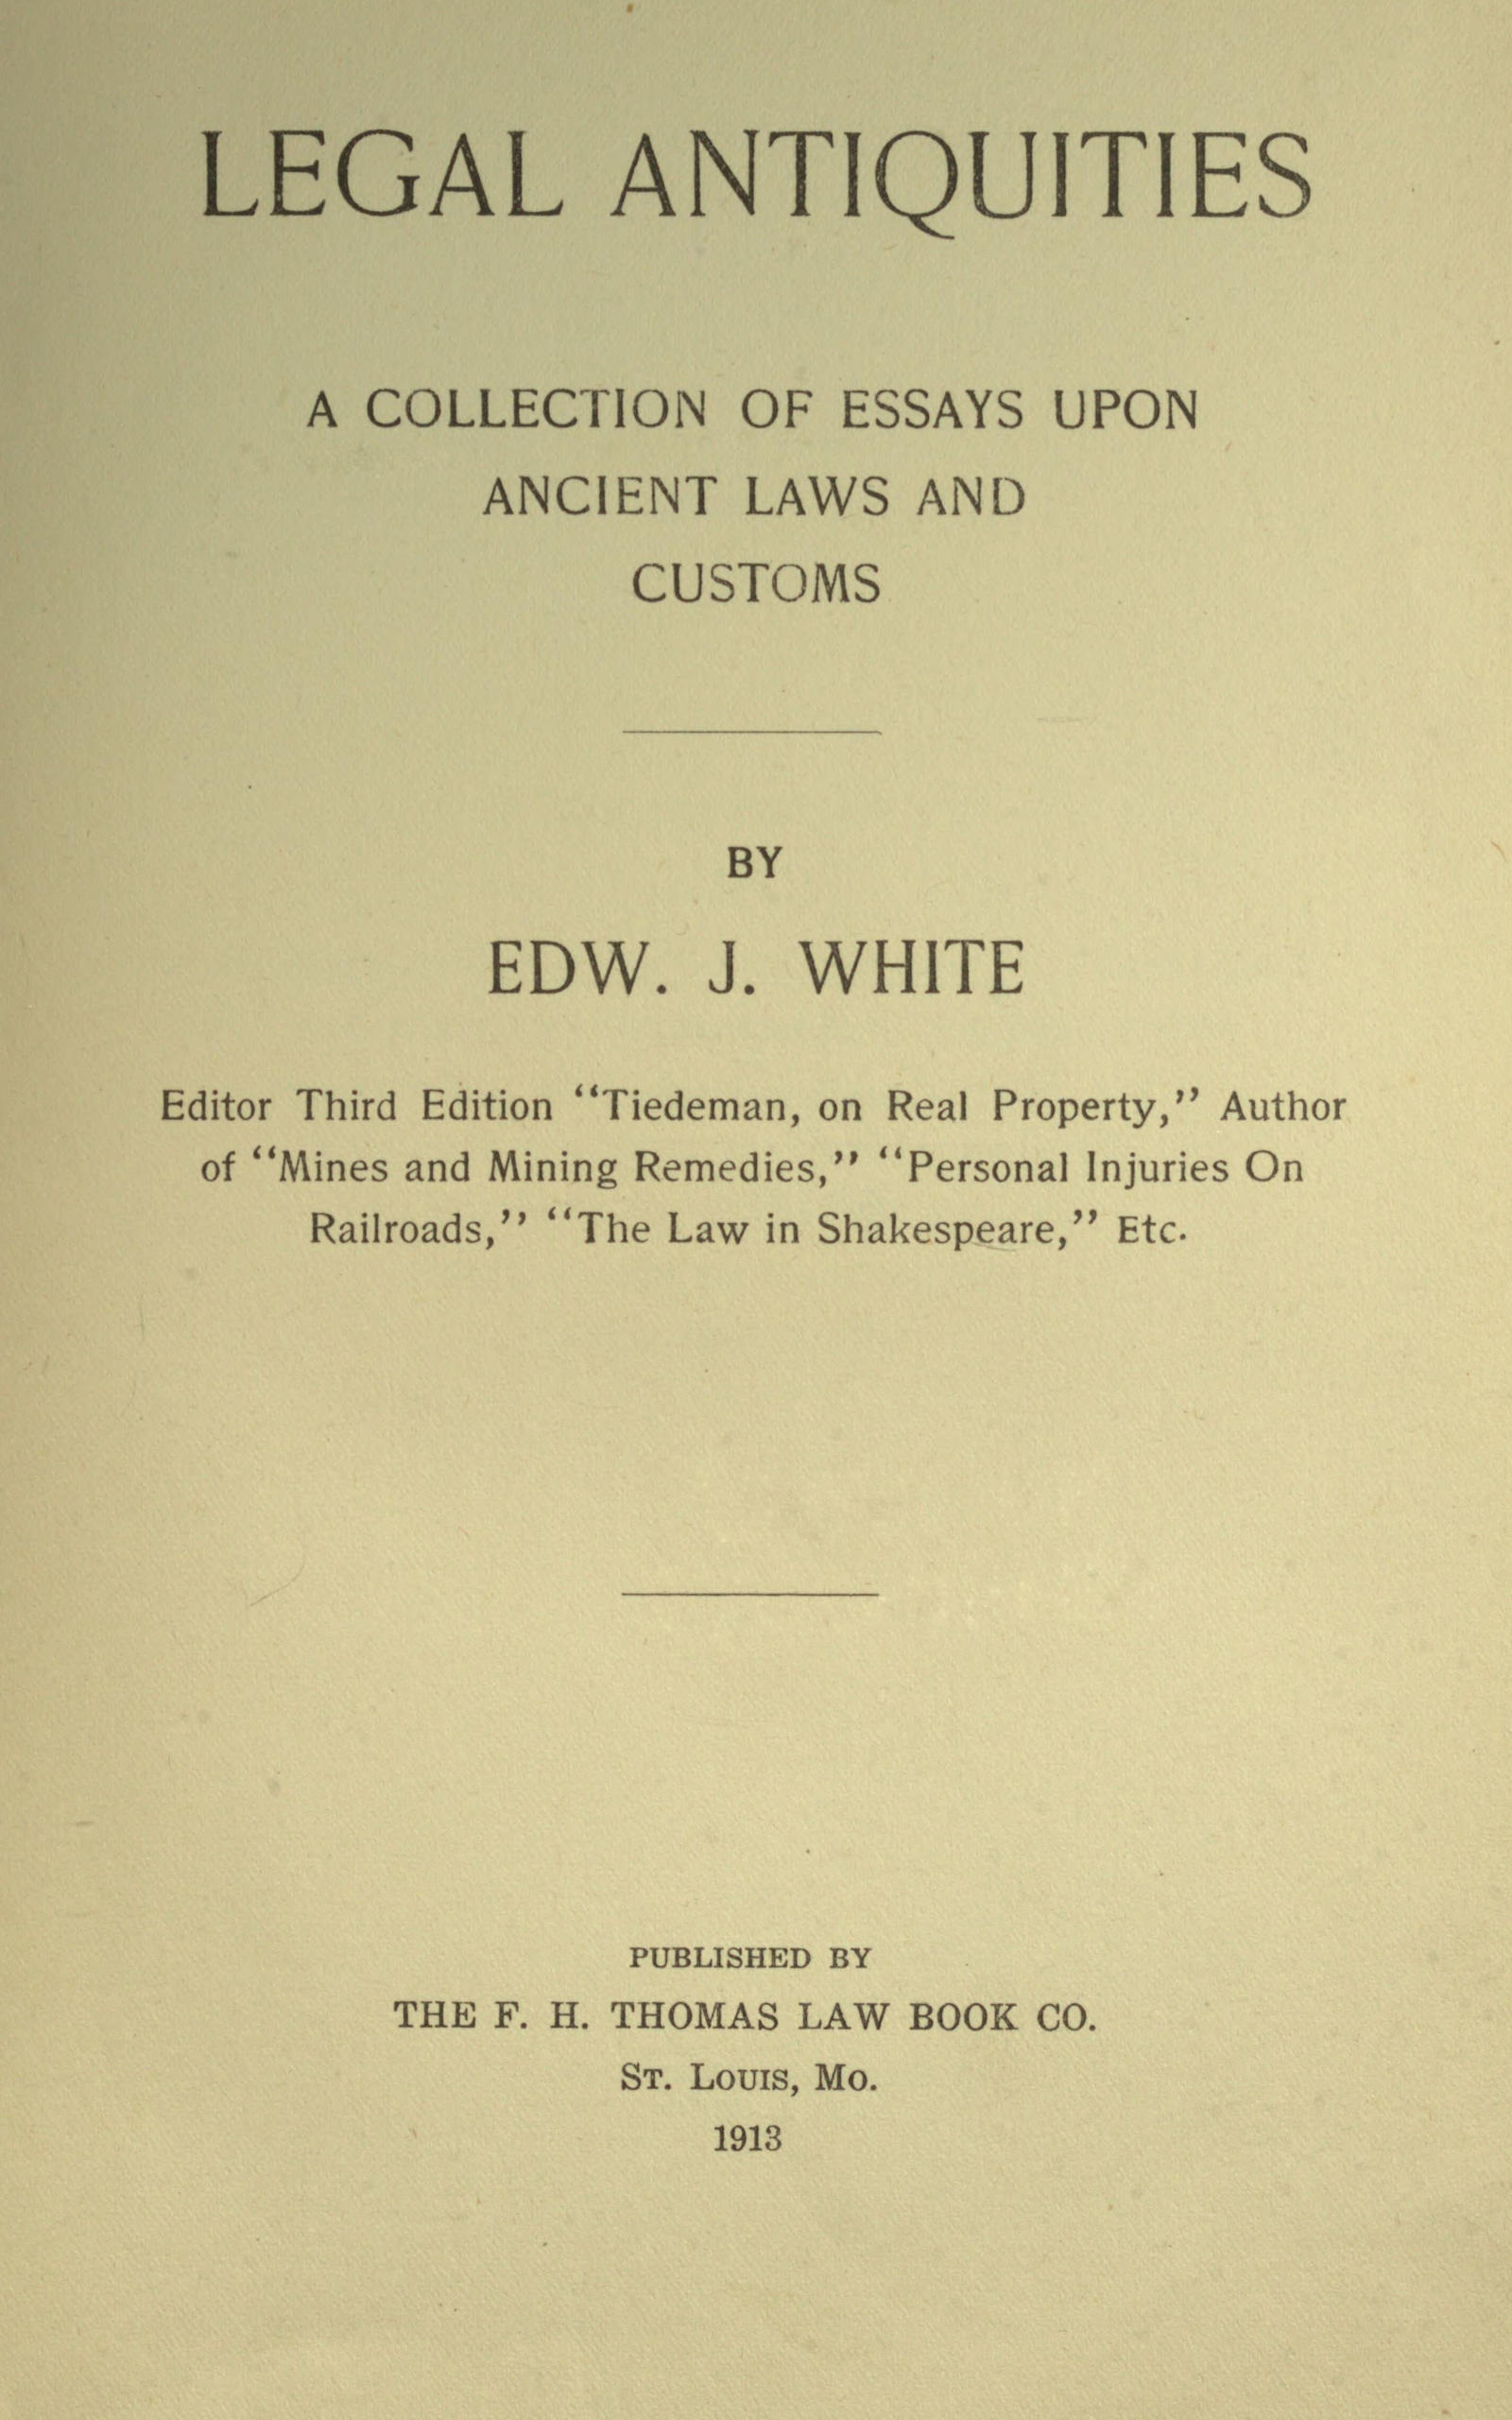 LEGAL ANTIQUITIES
A COLLECTION OF ESSAYS UPON
ANCIENT LAWS AND
CUSTOMS
BY
EDW. J. WHITE
Editor Third Edition “Tiedeman, on Real Property,” Author
of “Mines and Mining Remedies,” “Personal Injuries On
Railroads,” “The Law in Shakespeare,” Etc.
PUBLISHED BY
THE F. H. THOMAS LAW BOOK CO.
ST. LOUIS, MO.
1913